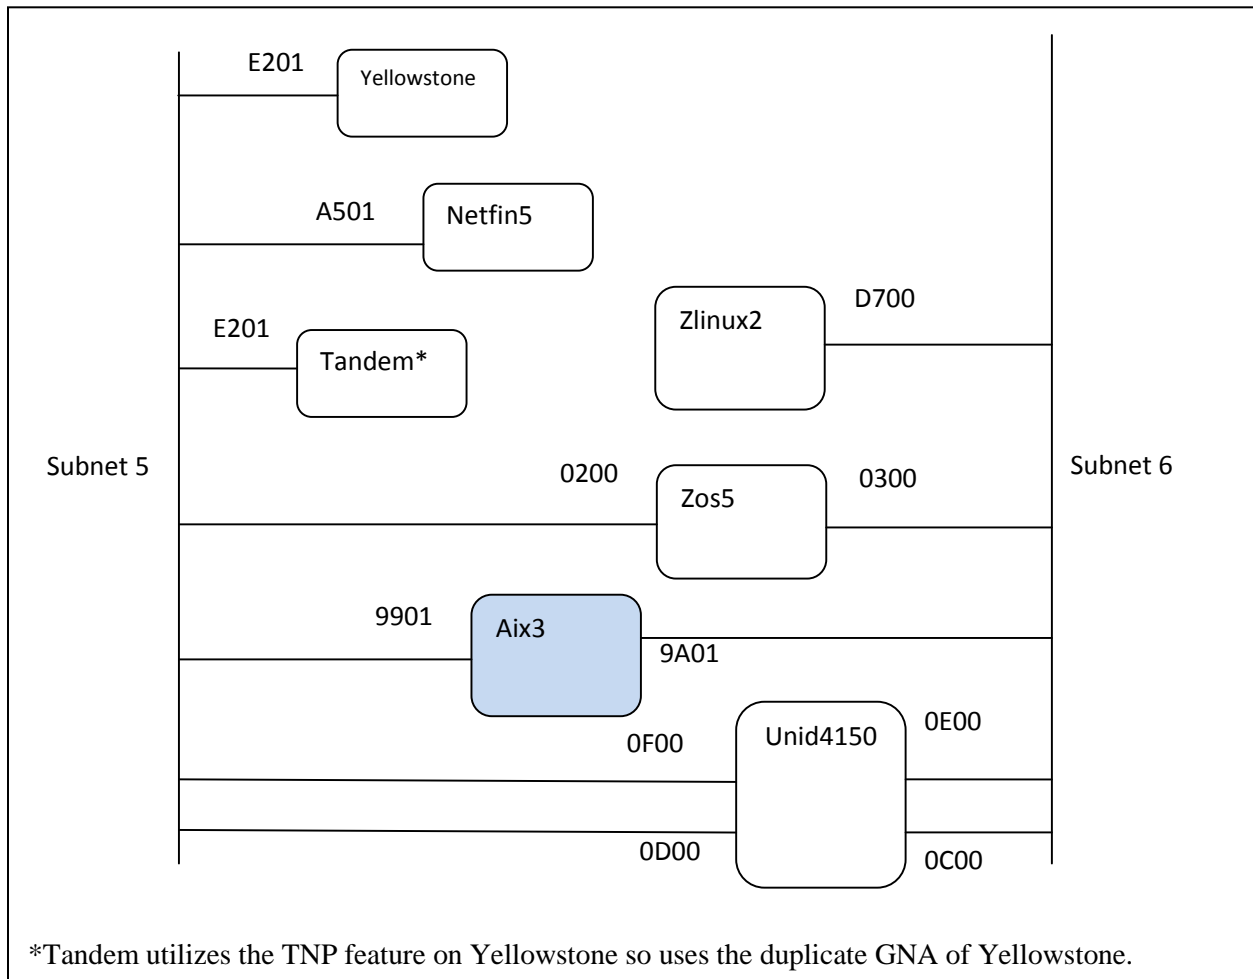 E201
Yellowstone
A501
Netfin5
Zlinux2
D700
E201
Tandem*
Subnet 5
0200
Zos5
0300
Subnet 6
9901
Aix3
9A01
0F00
Unid4150
0E00
0D00
0C00
*Tandem utilizes the TNP feature on Yellowstone so uses the duplicate GNA of Yellowstone.